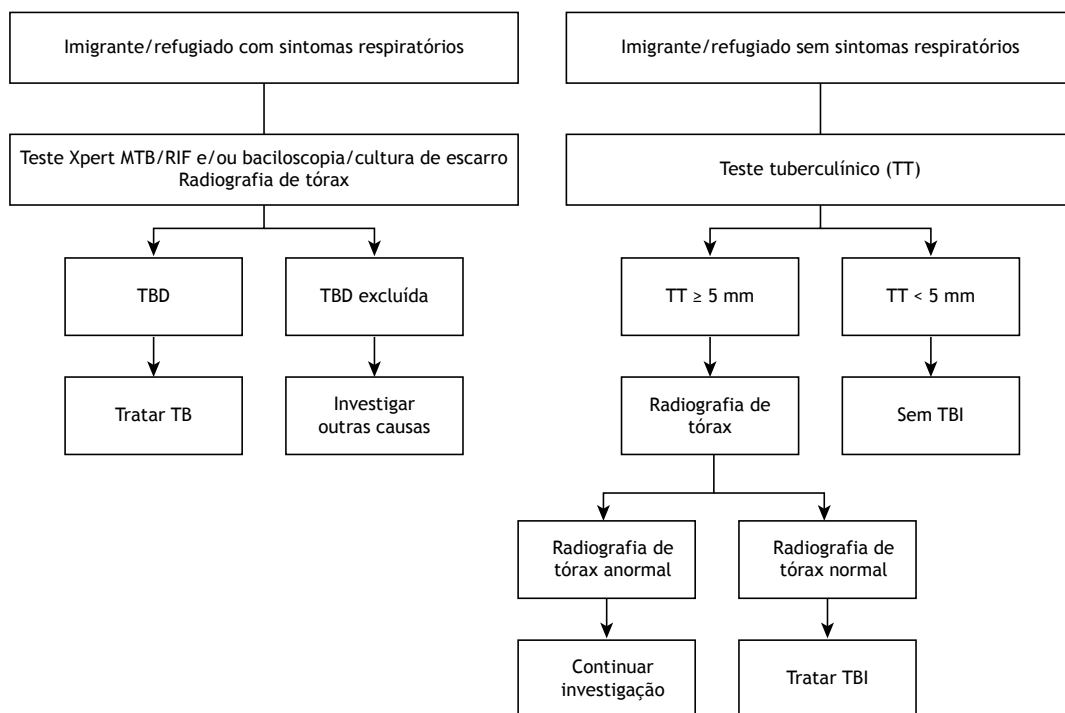 Imigrante/refugiado com sintomas respiratórios
Teste Xpert MTB/RIF e/ou baciloscopia/cultura de escarro
Radiografia de tórax
TBD
TBD excluída
Tratar TB
Investigar
outras causas
Imigrante/refugiado sem sintomas respiratórios
Teste tuberculínico (TT)
TT ≥ 5 mm
TT < 5 mm
Radiografia de
tórax
Sem TBI
Radiografia de
tórax anormal
Radiografia de
tórax normal
Continuar
investigação
Tratar TBI